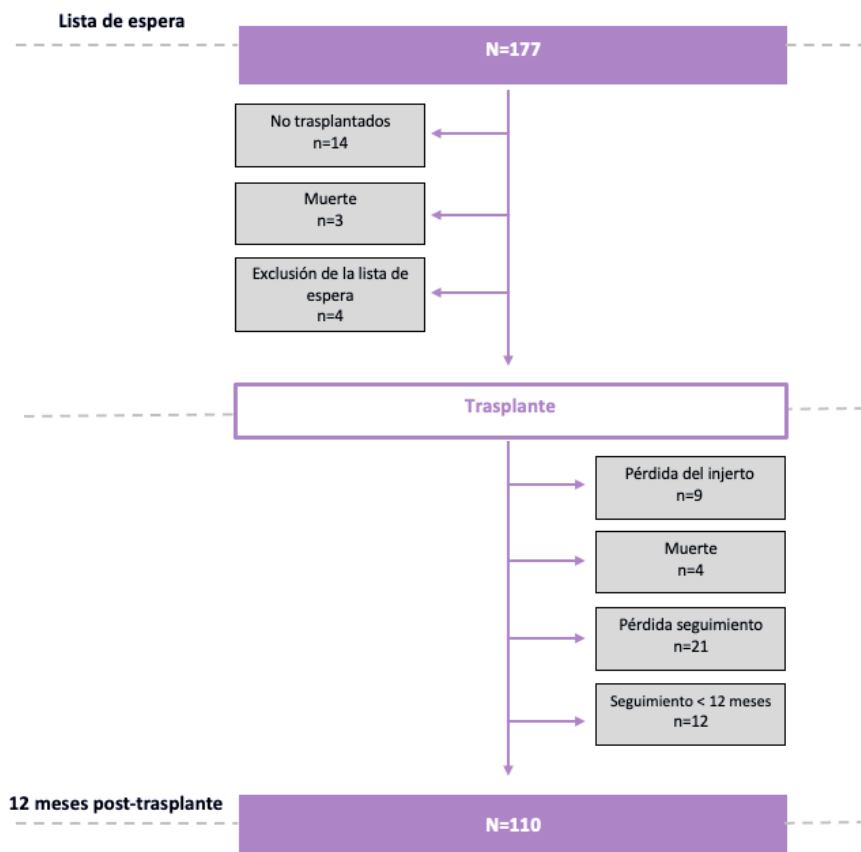 Lista de espera
N=177
No trasplantados
n=14
Muerte
n=3
Exclusión de la lista de
espera
n=4
Trasplante
Pérdida del injerto
n=9
Muerte
n=4
Pérdida seguimiento
n=21
Seguimiento < 12 meses
n=12
12 meses post-trasplante
N=110